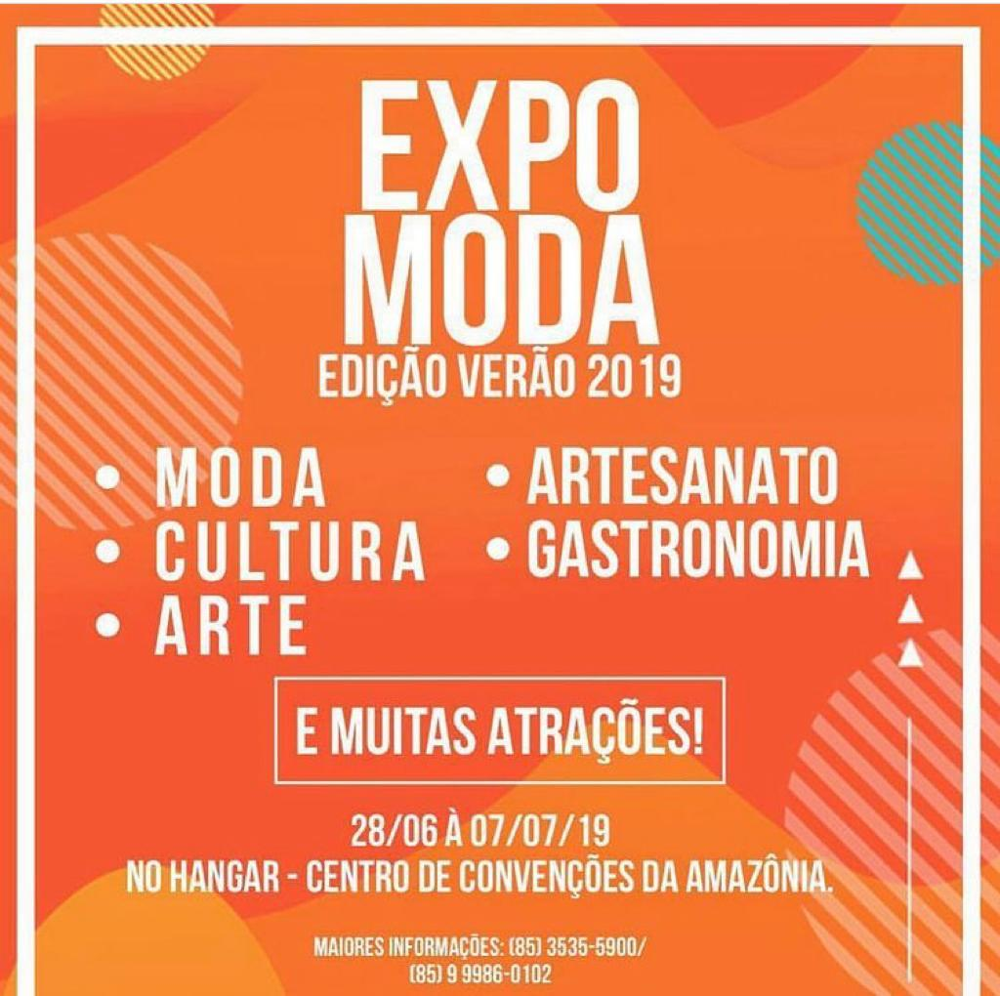 EXPO
MODA
EDIÇÃO VERÃO 2019
• MODA
• CULTURA
• ARTE
• ARTESANATO
• GASTRONOMIA
E MUITAS ATRAÇÕES!
28/06 À 07/07/19
NO HANGAR - CENTRO DE CONVENÇÕES DA AMAZÔNIA.
MAIORES INFORMAÇÕES: (85) 3535-5900/
(85) 9 9986-0102